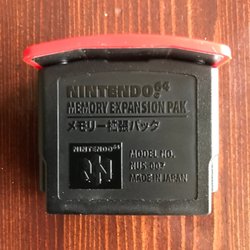 NINTENDO64
MEMORY EXPANSION PAK
メモリー拡張パック
NINTENDO64
MODEL NO.
NUS-007
MADE IN JAPAN